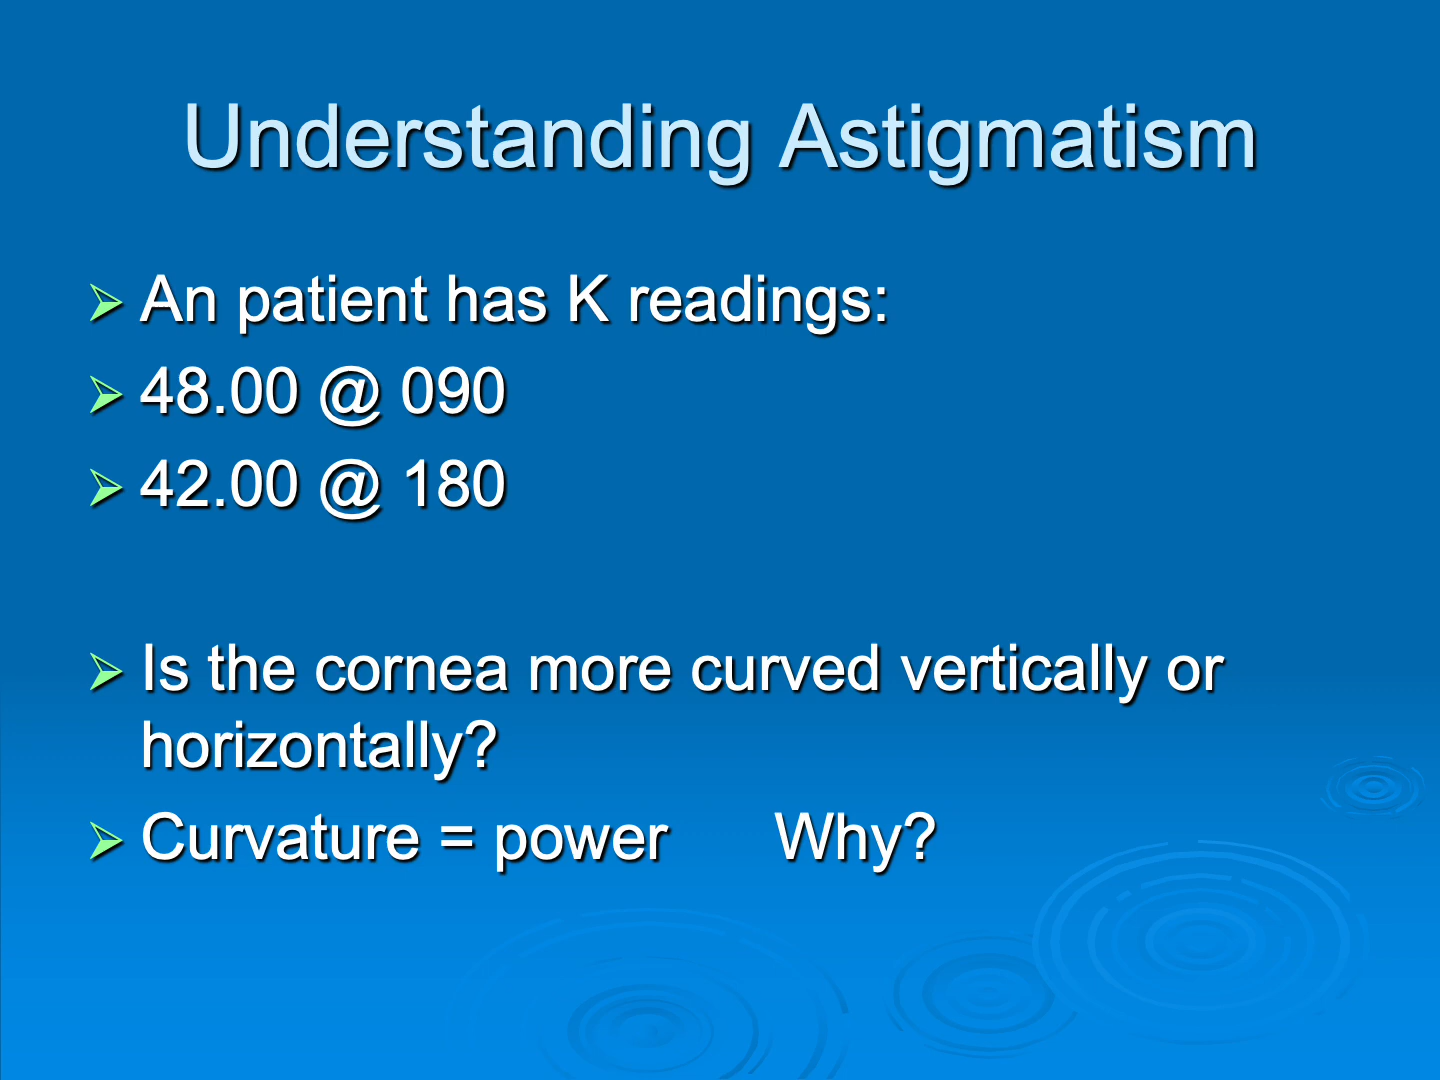 Understanding Astigmatism
An patient has K readings:
48.00 @ 090
42.00 @ 180
Is the cornea more curved vertically or
horizontally?
Curvature = power Why?